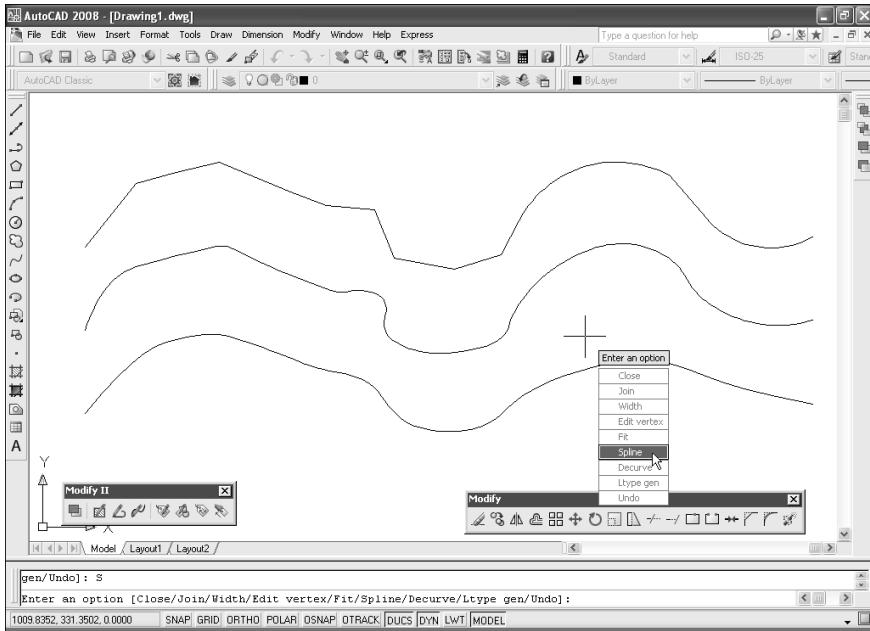 AutoCAD 2008 - [Drawing1.dwg]
File Edit View Insert Format Tools Draw Dimension Modify Window Help Express
Type a question for help
Standard
ISO-25
Stan
AutoCAD Classic
0
ByLayer
ByLayer
A
Enter an option
Close
Join
Width
Edit vertex
Fit
Spline
Decurve
Ltype gen
Undo
Y
X
Modify II
Modify
Model Layout1 Layout2
gen/Undo]: S
Enter an option [Close/Join/Width/Edit vertex/Fit/Spline/Decurve/Ltype gen/Undo]:
1009.8352, 331.3502, 0.0000 SNAP GRID ORTHO POLAR OSNAP OTRACK DUCS DYN LWT MODEL